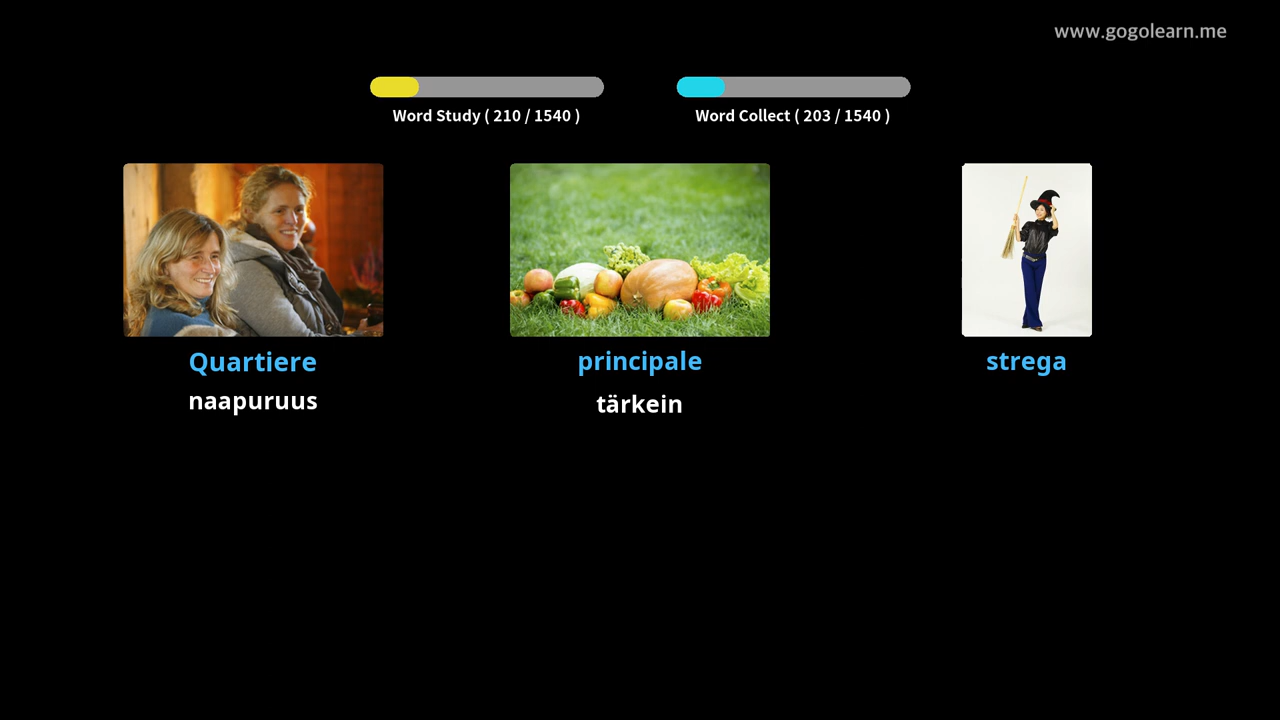 www.gogolearn.me
Word Study ( 210 / 1540 )
Word Collect ( 203 / 1540 )
Quartiere
naapuruus
principale
tärkein
strega